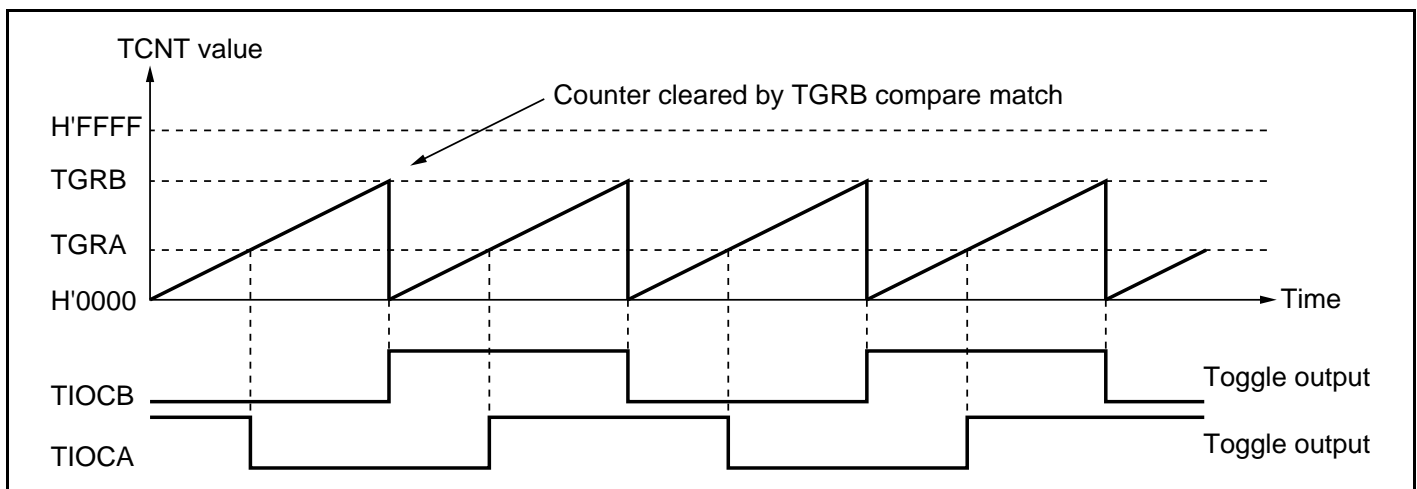 TCNT value
Counter cleared by TGRB compare match
H'FFFF
TGRB
TGRA
H'0000
Time
TIOCB
Toggle output
TIOCA
Toggle output